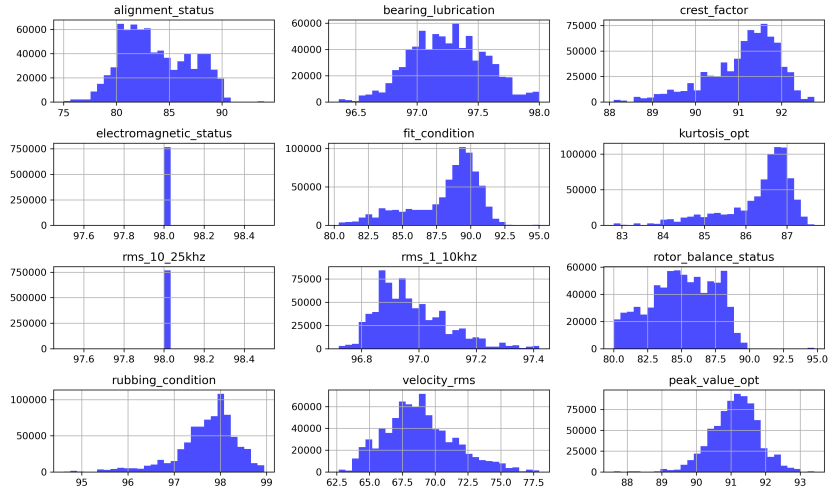 alignment_status bearing_lubrication crest_factor
60000 40000 20000 0
75 80 85 90
60000 40000 20000 0
96.5 97.0 97.5 98.0
75000 50000 25000 0
88 89 90 91 92
electromagnetic_status fit_condition kurtosis_opt
750000 500000 250000 0
97.6 97.8 98.0 98.2 98.4
100000 50000 0
80.0 82.5 85.0 87.5 90.0 92.5 95.0
100000 50000 0
83 84 85 86 87
rms_10_25khz rms_1_10khz rotor_balance_status
750000 500000 250000 0
97.6 97.8 98.0 98.2 98.4
75000 50000 25000 0
96.8 97.0 97.2 97.4
60000 40000 20000 0
80.0 82.5 85.0 87.5 90.0 92.5 95.0
rubbing_condition velocity_rms peak_value_opt
100000 50000 0
95 96 97 98 99
60000 40000 20000 0
62.5 65.0 67.5 70.0 72.5 75.0 77.5
75000 50000 25000 0
88 89 90 91 92 93